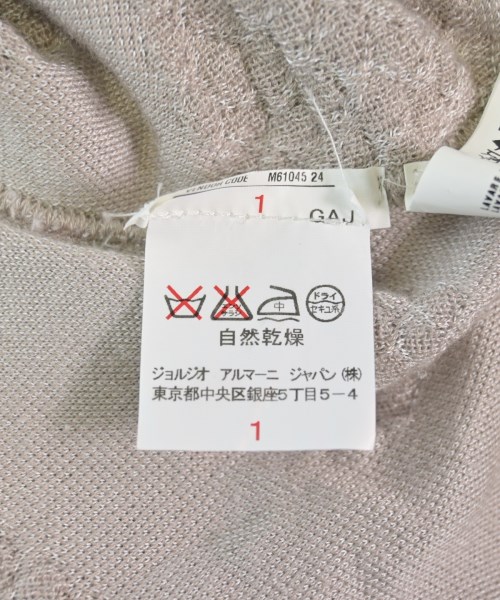 VENDOR CODE M61045 24
1
GAJ
中 ドライ セキユ系
自然乾燥
ジョルジオ アルマーニ ジャパン(株)
東京都中央区銀座5丁目5-4
1